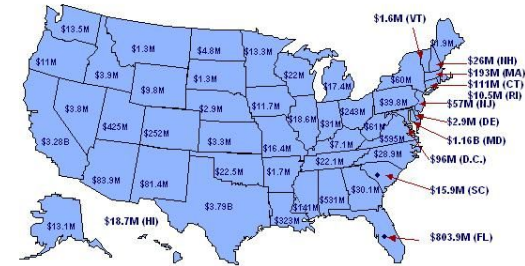 $1.6M (VT)
$13.5M
$1.3M
$4.8M
$13.3M
$1.9M
$11M
$3.9M
$1.3M
$22M
$17.4M
$60M
$26M (NH)
$193M (MA)
$111M (CT)
$10.5M (RI)
$9.8M
$3.8M
$2.9M
$11.7M
$18.6M
$31M
$243M
$39.8M
$57M (NJ)
$2.9M (DE)
$3.28B
$425M
$252M
$3.3M
$16.4M
$7.1M
$61M
$595M
$1.16B (MD)
$96M (D.C.)
$83.9M
$81.4M
$22.5M
$1.7M
$22.1M
$28.9M
$15.9M (SC)
$3.79B
$323M
$141M
$531M
$30.1M
$13.1M
$18.7M (HI)
$803.9M (FL)